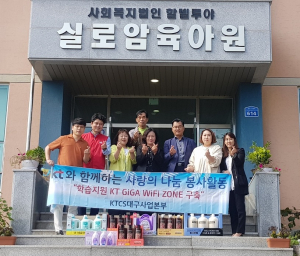 사회복지법인 할렐루야
실로암육아원
kt와 함께하는 사랑의 나눔 봉사활동
"학습지원 KT GiGA WiFi ZONE 구축"
KTCS대구사업본부